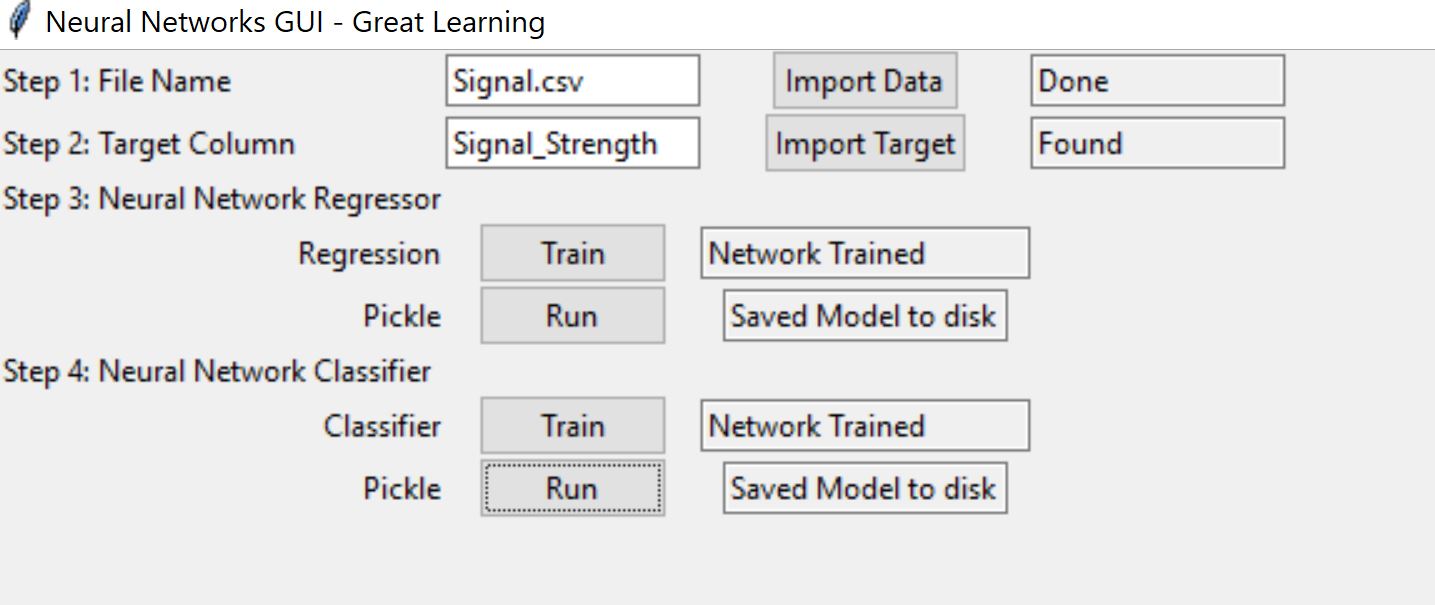 Neural Networks GUI - Great Learning
Step 1: File Name Signal.csv Import Data Done
Step 2: Target Column Signal_Strength Import Target Found
Step 3: Neural Network Regressor
Regression Train Network Trained
Pickle Run Saved Model to disk
Step 4: Neural Network Classifier
Classifier Train Network Trained
Pickle Run Saved Model to disk